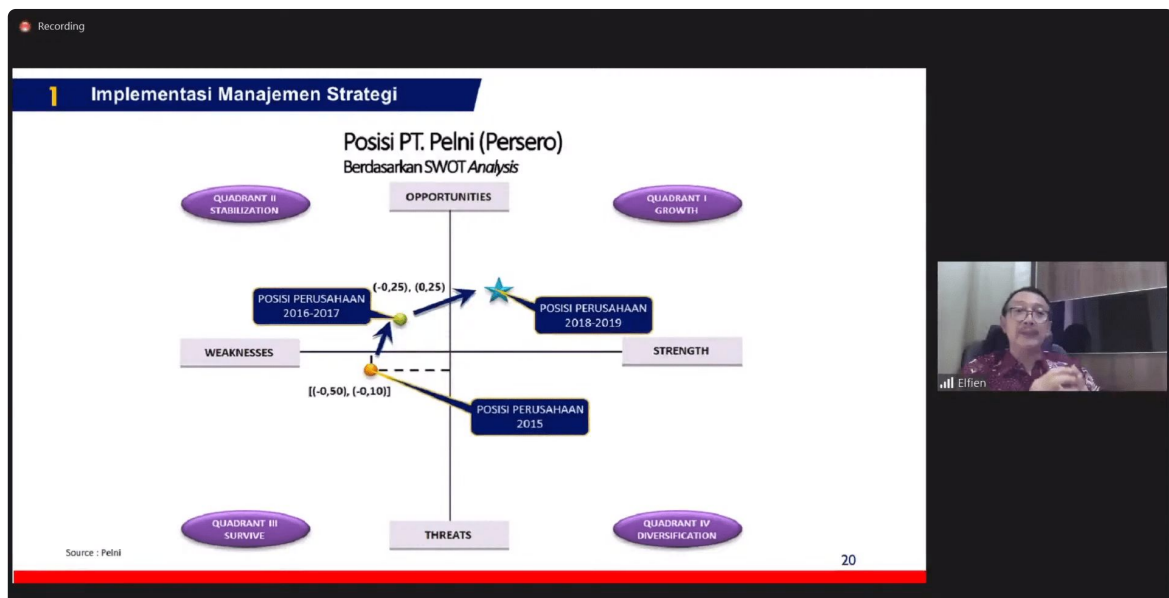 Recording
1 Implementasi Manajemen Strategi
Posisi PT. Pelni (Persero)
Berdasarkan SWOT Analysis
QUADRANT II
STABILIZATION
OPPORTUNITIES
QUADRANT I
GROWTH
(-0,25), (0,25)
POSISI PERUSAHAAN
2016-2017
POSISI PERUSAHAAN
2018-2019
WEAKNESSES
STRENGTH
[(-0,50), (-0,10)]
POSISI PERUSAHAAN
2015
Elfien
QUADRANT III
SURVIVE
THREATS
QUADRANT IV
DIVERSIFICATION
Source : Pelni
20